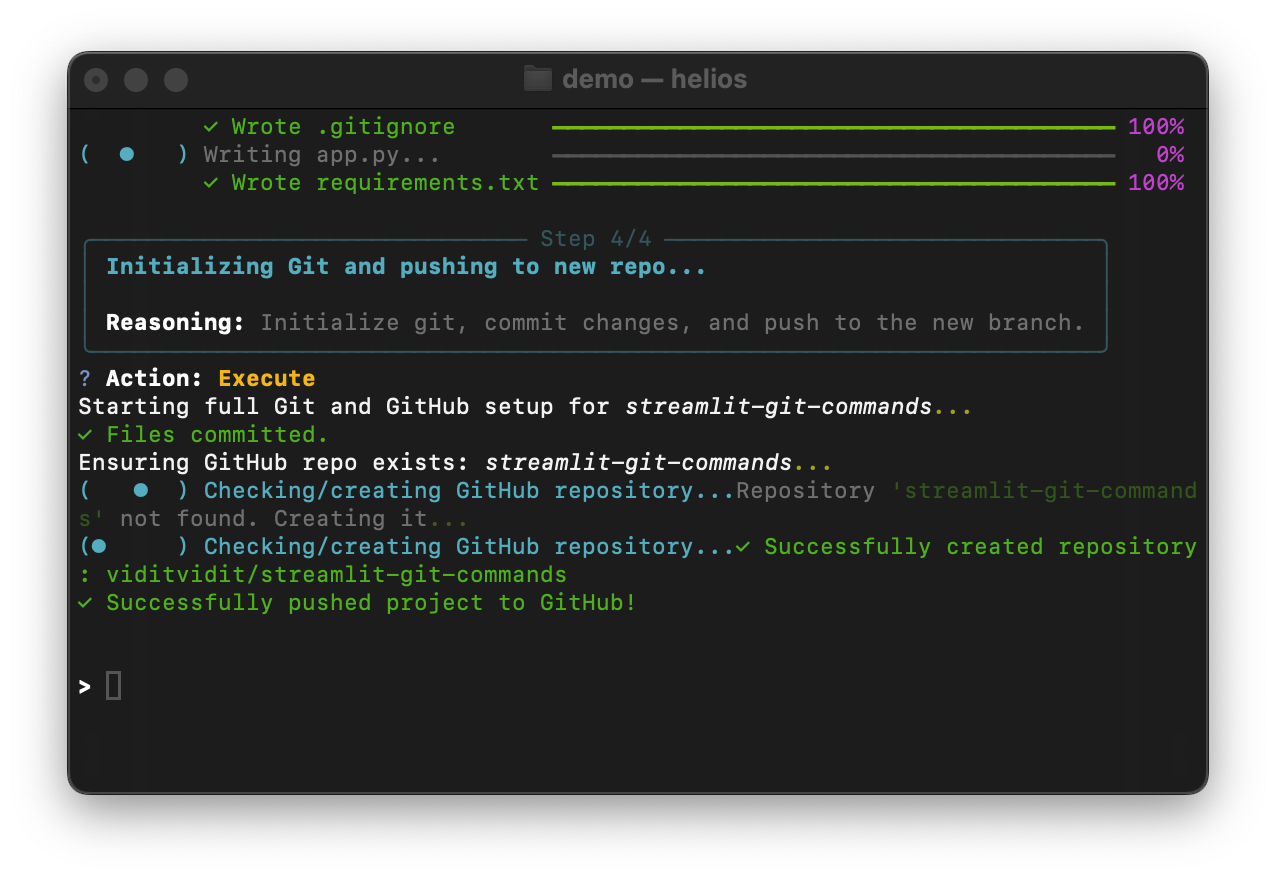 demo — helios
✓ Wrote .gitignore 100%
( ● ) Writing app.py... 0%
✓ Wrote requirements.txt 100%
Step 4/4
Initializing Git and pushing to new repo...
Reasoning: Initialize git, commit changes, and push to the new branch.
? Action: Execute
Starting full Git and GitHub setup for streamlit-git-commands...
✓ Files committed.
Ensuring GitHub repo exists: streamlit-git-commands...
( ● ) Checking/creating GitHub repository...Repository 'streamlit-git-command
s' not found. Creating it...
(● ) Checking/creating GitHub repository...✓ Successfully created repository
: viditvidit/streamlit-git-commands
✓ Successfully pushed project to GitHub!
>